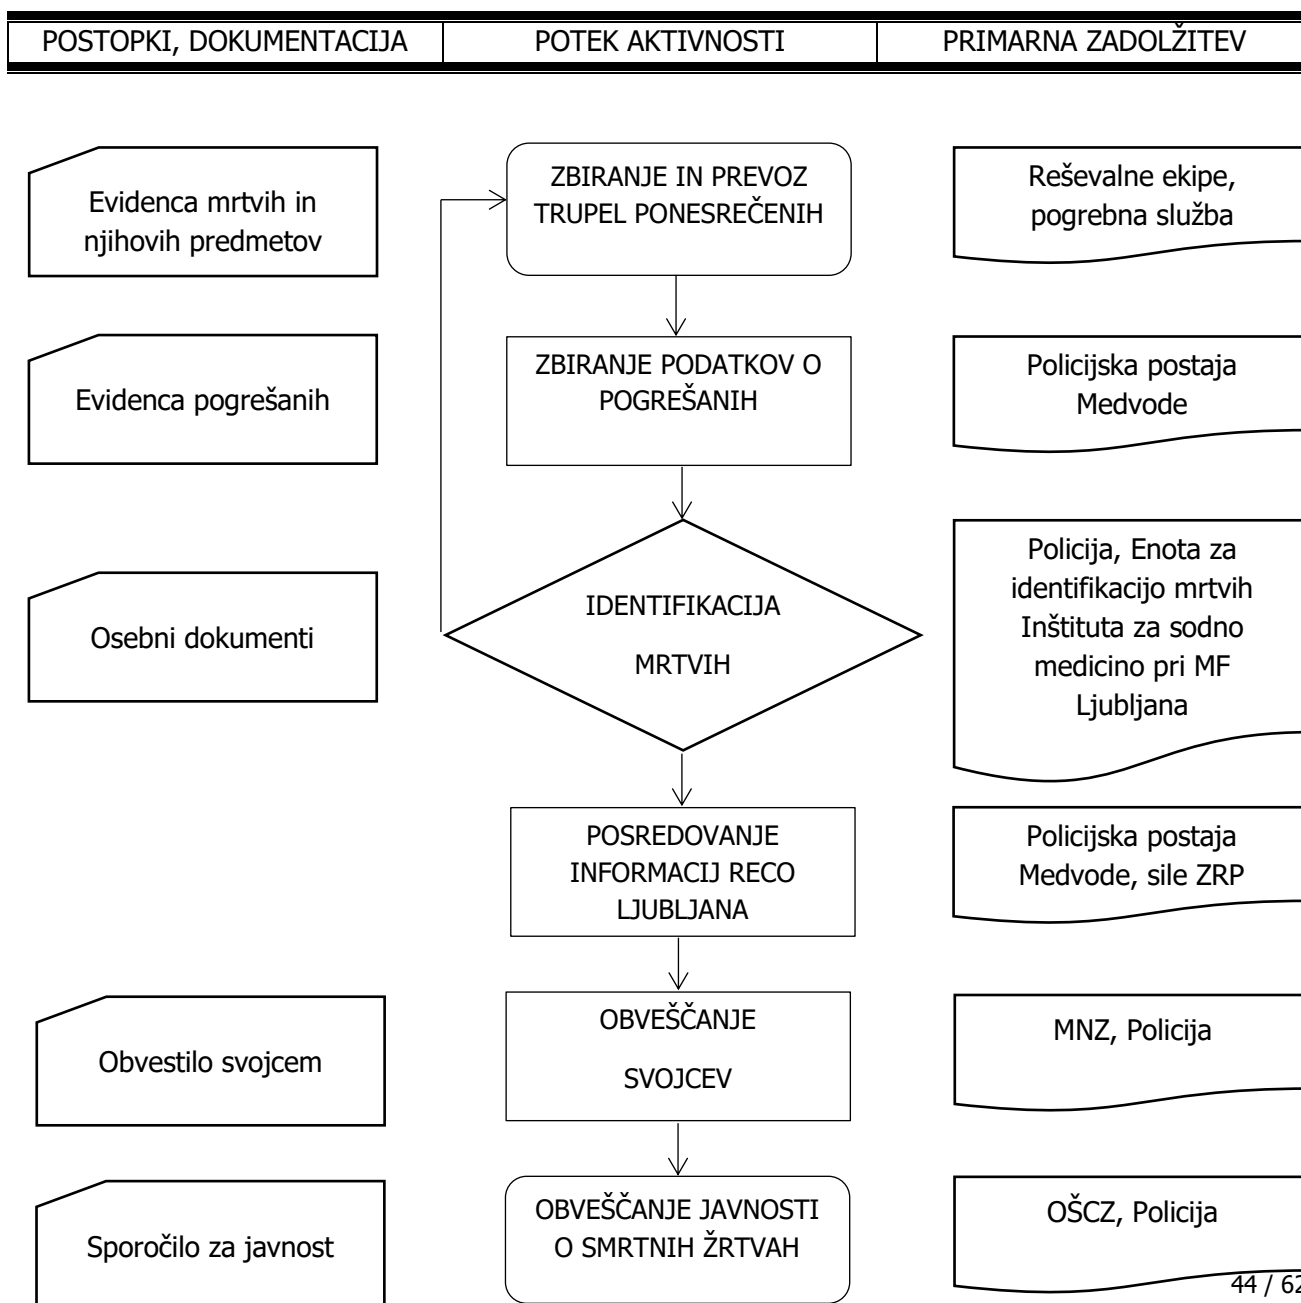 POSTOPKI, DOKUMENTACIJA
POTEK AKTIVNOSTI
PRIMARNA ZADOLŽITEV
Evidenca mrtvih in
njihovih predmetov
ZBIRANJE IN PREVOZ
TRUPEL PONESREČENIH
Reševalne ekipe,
pogrebna služba
Evidenca pogrešanih
ZBIRANJE PODATKOV O
POGREŠANIH
Policijska postaja
Medvode
Osebni dokumenti
IDENTIFIKACIJA
MRTVIH
Policija, Enota za
identifikacijo mrtvih
Inštituta za sodno
medicino pri MF
Ljubljana
POSREDOVANJE
INFORMACIJ RECO
LJUBLJANA
Policijska postaja
Medvode, sile ZRP
Obvestilo svojcem
OBVEŠČANJE
SVOJCEV
MNZ, Policija
Sporočilo za javnost
OBVEŠČANJE JAVNOSTI
O SMRTNIH ŽRTVAH
OŠCZ, Policija
44 / 62